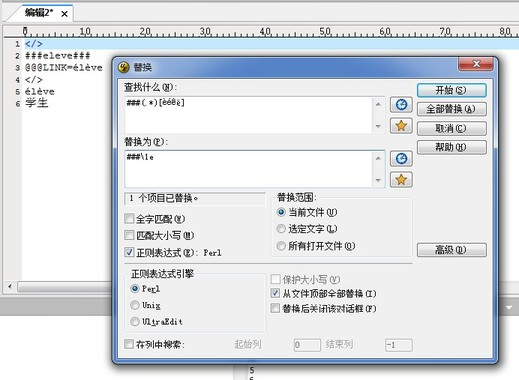 编辑2*
0 10 20 30 40 50 60 70 80
1 </>
2 ###eleve###
3 @@@LINK=élève
4 </>
5 élève
6 学生
替换
查找什么(N):
###(.*)[èéêë]
开始(S)
全部替换(A)
取消(C)
帮助(H)
替换为(P):
###\1e
1 个项目已替换。
全字匹配(Y)
匹配大小写(M)
正则表达式(E): Perl
替换范围:
当前文件(U)
选定文字(L)
所有打开文件(O)
高级(D)
正则表达式引擎
Perl
Unix
UltraEdit
保护大小写(V)
从文件顶部全部替换(I)
替换后关闭该对话框(F)
在列中搜索:
起始列
0
结束列
-1
5